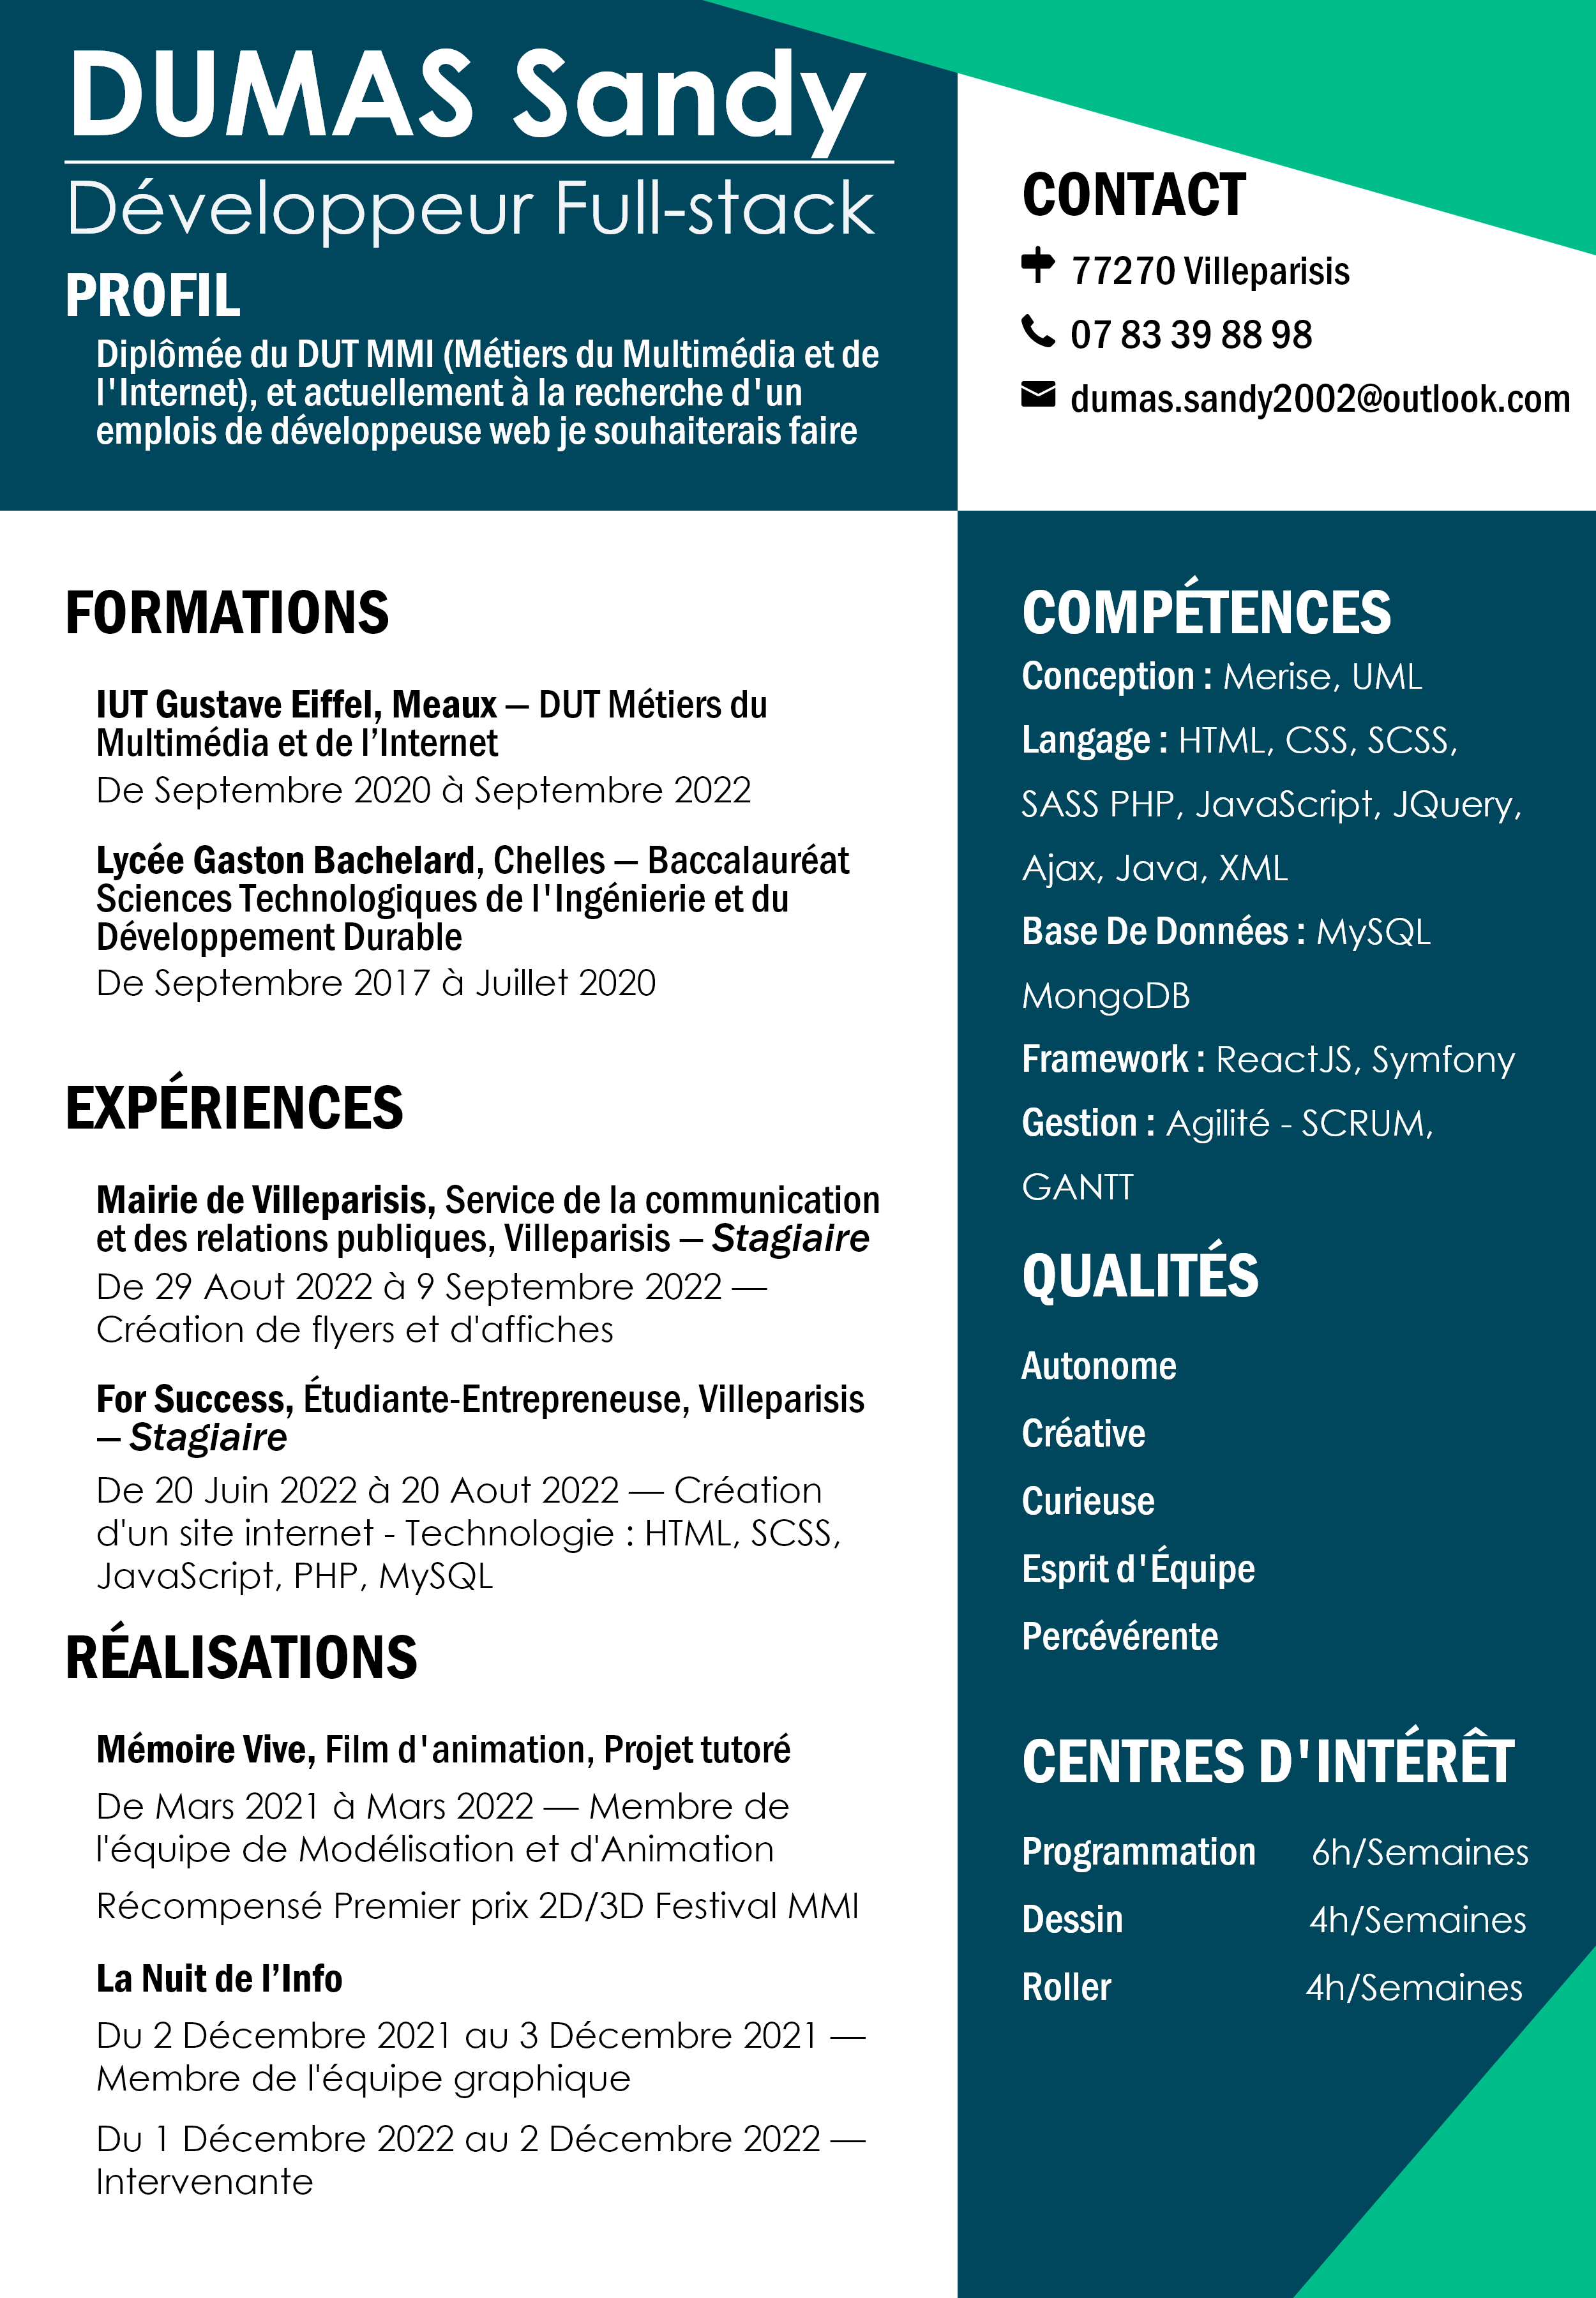 DUMAS Sandy
Développeur Full-stack
PROFIL
Diplômée du DUT MMI (Métiers du Multimédia et de
l'Internet), et actuellement à la recherche d'un
emplois de développeuse web je souhaiterais faire
CONTACT
77270 Villeparisis
07 83 39 88 98
dumas.sandy2002@outlook.com
FORMATIONS
IUT Gustave Eiffel, Meaux — DUT Métiers du
Multimédia et de l’Internet
De Septembre 2020 à Septembre 2022
Lycée Gaston Bachelard, Chelles — Baccalauréat
Sciences Technologiques de l'Ingénierie et du
Développement Durable
De Septembre 2017 à Juillet 2020
EXPÉRIENCES
Mairie de Villeparisis, Service de la communication
et des relations publiques, Villeparisis — Stagiaire
De 29 Aout 2022 à 9 Septembre 2022 —
Création de flyers et d'affiches
For Success, Étudiante-Entrepreneuse, Villeparisis
— Stagiaire
De 20 Juin 2022 à 20 Aout 2022 — Création
d'un site internet - Technologie : HTML, SCSS,
JavaScript, PHP, MySQL
RÉALISATIONS
Mémoire Vive, Film d'animation, Projet tutoré
De Mars 2021 à Mars 2022 — Membre de
l'équipe de Modélisation et d'Animation
Récompensé Premier prix 2D/3D Festival MMI
La Nuit de l’Info
Du 2 Décembre 2021 au 3 Décembre 2021 —
Membre de l'équipe graphique
Du 1 Décembre 2022 au 2 Décembre 2022 —
Intervenante
COMPÉTENCES
Conception : Merise, UML
Langage : HTML, CSS, SCSS,
SASS PHP, JavaScript, JQuery,
Ajax, Java, XML
Base De Données : MySQL
MongoDB
Framework : ReactJS, Symfony
Gestion : Agilité - SCRUM,
GANTT
QUALITÉS
Autonome
Créative
Curieuse
Esprit d'Équipe
Percévérente
CENTRES D'INTÉRÊT
Programmation 6h/Semaines
Dessin 4h/Semaines
Roller 4h/Semaines